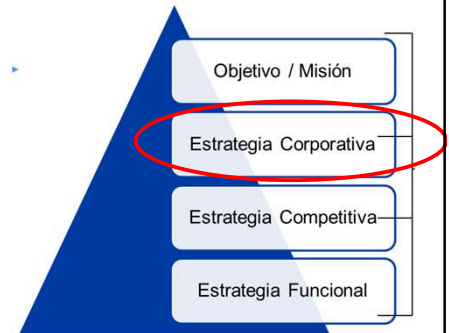 Objetivo / Misión
Estrategia Corporativa
Estrategia Competitiva
Estrategia Funcional